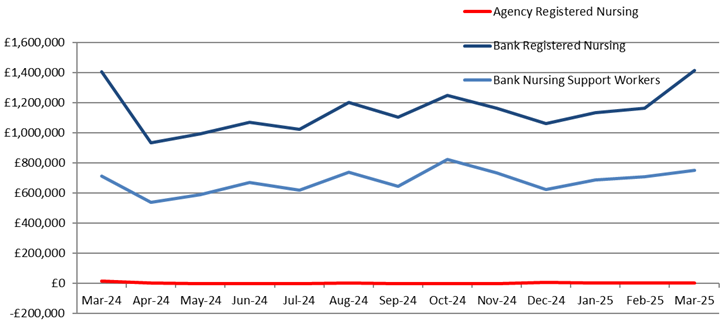 Agency Registered Nursing
Bank Registered Nursing
Bank Nursing Support Workers
£1,600,000
£1,400,000
£1,200,000
£1,000,000
£800,000
£600,000
£400,000
£200,000
£0
-£200,000
Mar-24 Apr-24 May-24 Jun-24 Jul-24 Aug-24 Sep-24 Oct-24 Nov-24 Dec-24 Jan-25 Feb-25 Mar-25